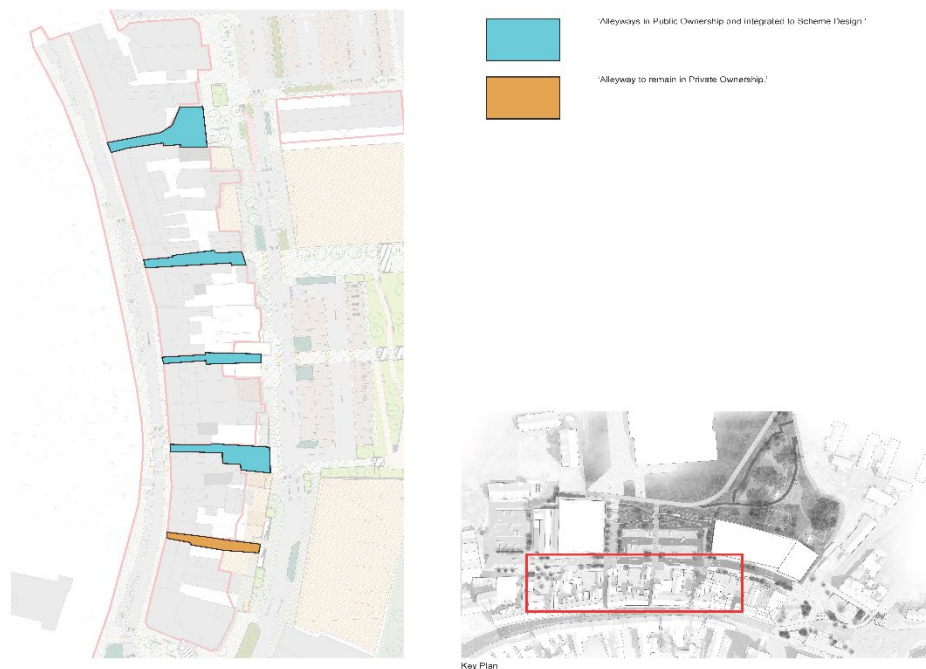 'Alleyways in Public Ownership and integrated to Scheme Design '
'Alleyway to remain in Private Ownership.'
Key Plan